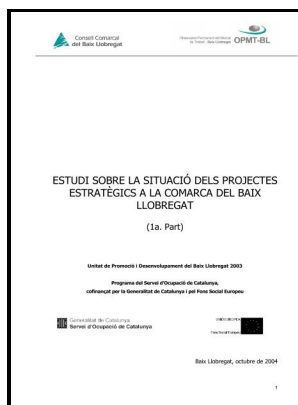 Consell Comarcal
del Baix Llobregat
OPMT-BL
ESTUDI SOBRE LA SITUACIÓ DELS PROJECTES
ESTRATÈGICS A LA COMARCA DEL BAIX
LLOBREGAT
(1a. Part)
Unitat de Promoció i Desenvolupament del Baix Llobregat 2003
Programa del Servei d'Ocupació de Catalunya,
cofinançat per la Generalitat de Catalunya i pel Fons Social Europeu
Generalitat de Catalunya
Servei d'Ocupació de Catalunya
Fons Social Europeu
Baix Llobregat, octubre de 2004
1